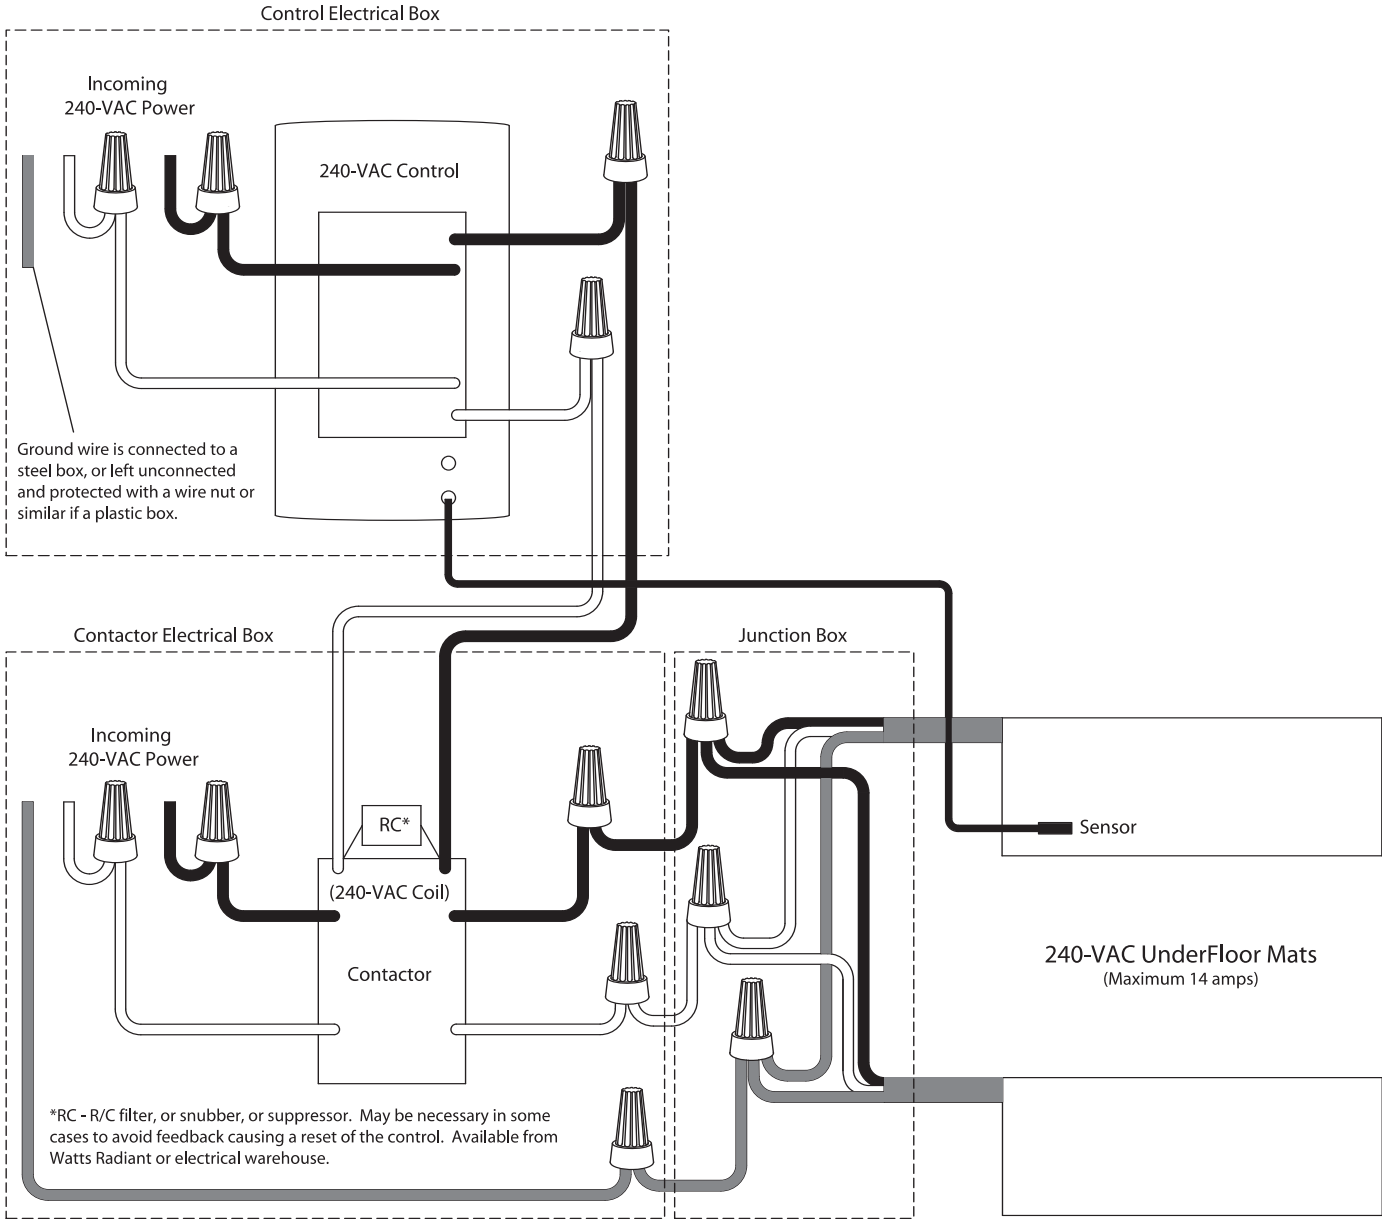 Control Electrical Box
Incoming
240-VAC Power
240-VAC Control
Ground wire is connected to a
steel box, or left unconnected
and protected with a wire nut or
similar if a plastic box.
Contactor Electrical Box
Junction Box
Incoming
240-VAC Power
RC*
(240-VAC Coil)
Contactor
Sensor
240-VAC UnderFloor Mats
(Maximum 14 amps)
*RC - R/C filter, or snubber, or suppressor. May be necessary in some
cases to avoid feedback causing a reset of the control. Available from
Watts Radiant or electrical warehouse.